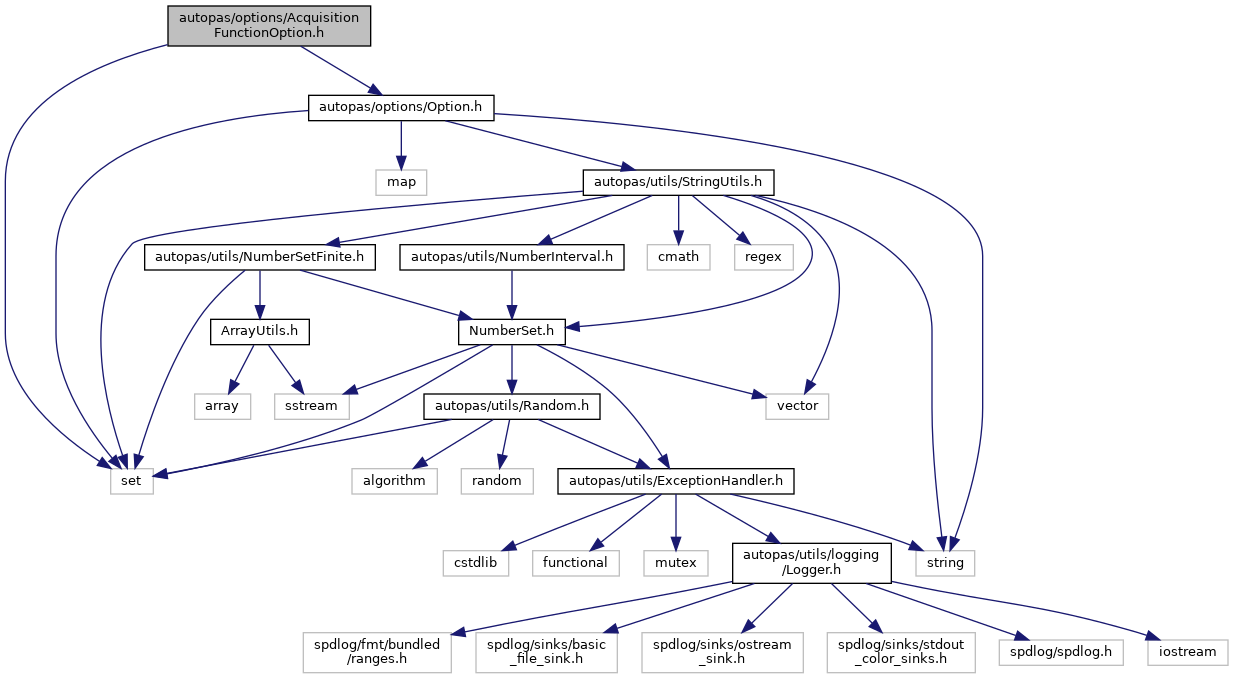 autopas/options/Acquisition
FunctionOption.h
autopas/options/Option.h
map
autopas/utils/StringUtils.h
autopas/utils/NumberSetFinite.h
autopas/utils/NumberInterval.h
cmath
regex
ArrayUtils.h
NumberSet.h
array
sstream
autopas/utils/Random.h
vector
set
algorithm
random
autopas/utils/ExceptionHandler.h
cstdlib
functional
mutex
autopas/utils/logging
/Logger.h
string
spdlog/fmt/bundled
/ranges.h
spdlog/sinks/basic
_file_sink.h
spdlog/sinks/ostream
_sink.h
spdlog/sinks/stdout
_color_sinks.h
spdlog/spdlog.h
iostream